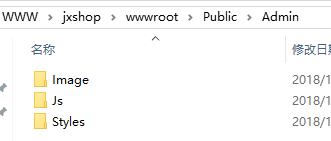 WWW > jxshop > wwwroot > Public > Admin
名称 修改日
Image 2018/1
Js 2018/1
Styles 2018/1